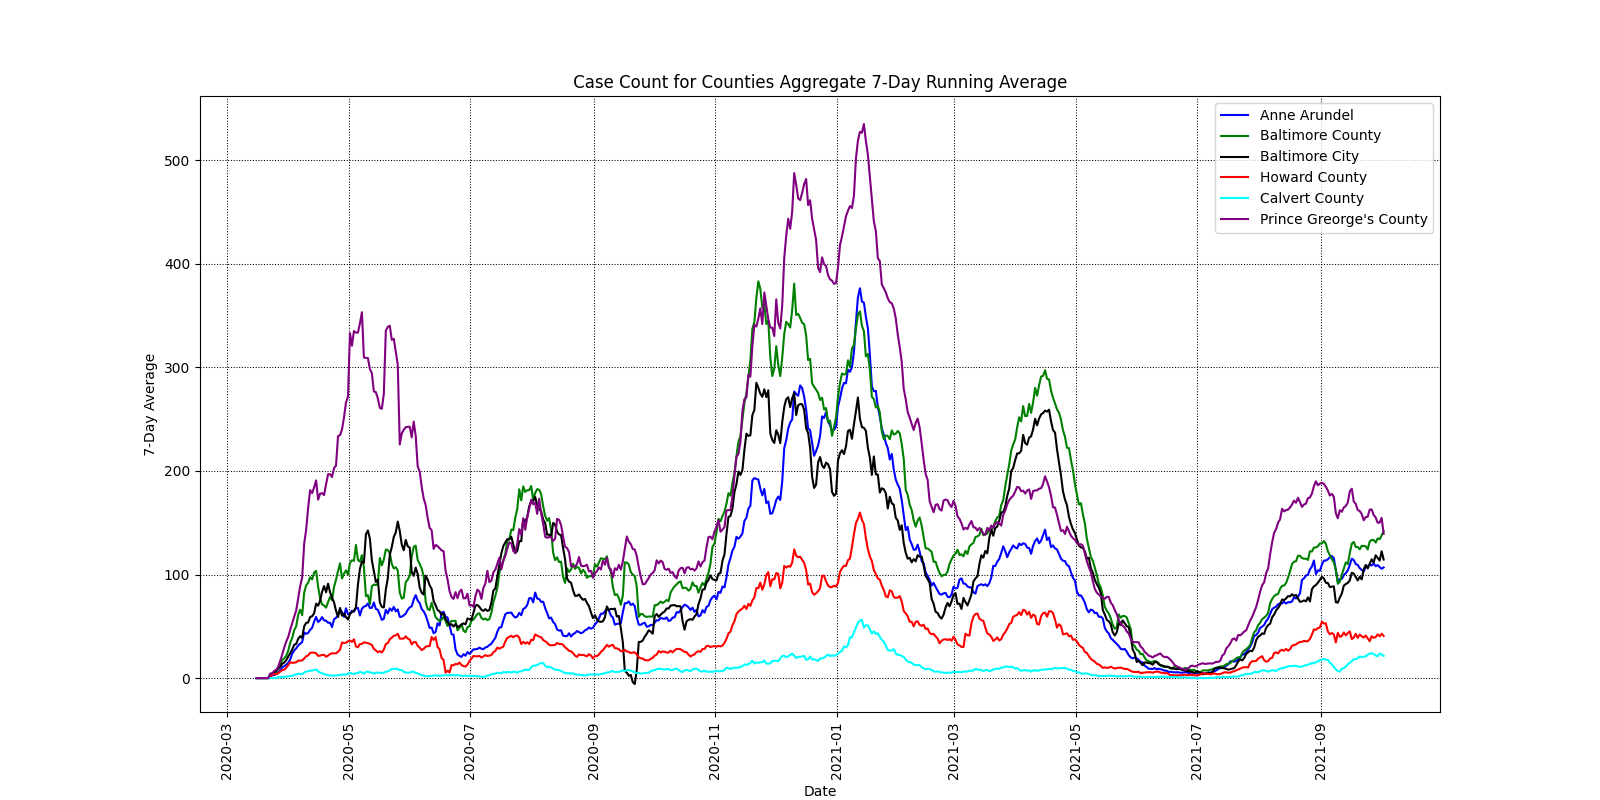 Case Count for Counties Aggregate 7-Day Running Average
Anne Arundel
Baltimore County
Baltimore City
Howard County
Calvert County
Prince Greorge's County
7-Day Average
500
400
300
200
100
0
2020-03
2020-05
2020-07
2020-09
2020-11
2021-01
2021-03
2021-05
2021-07
2021-09
Date